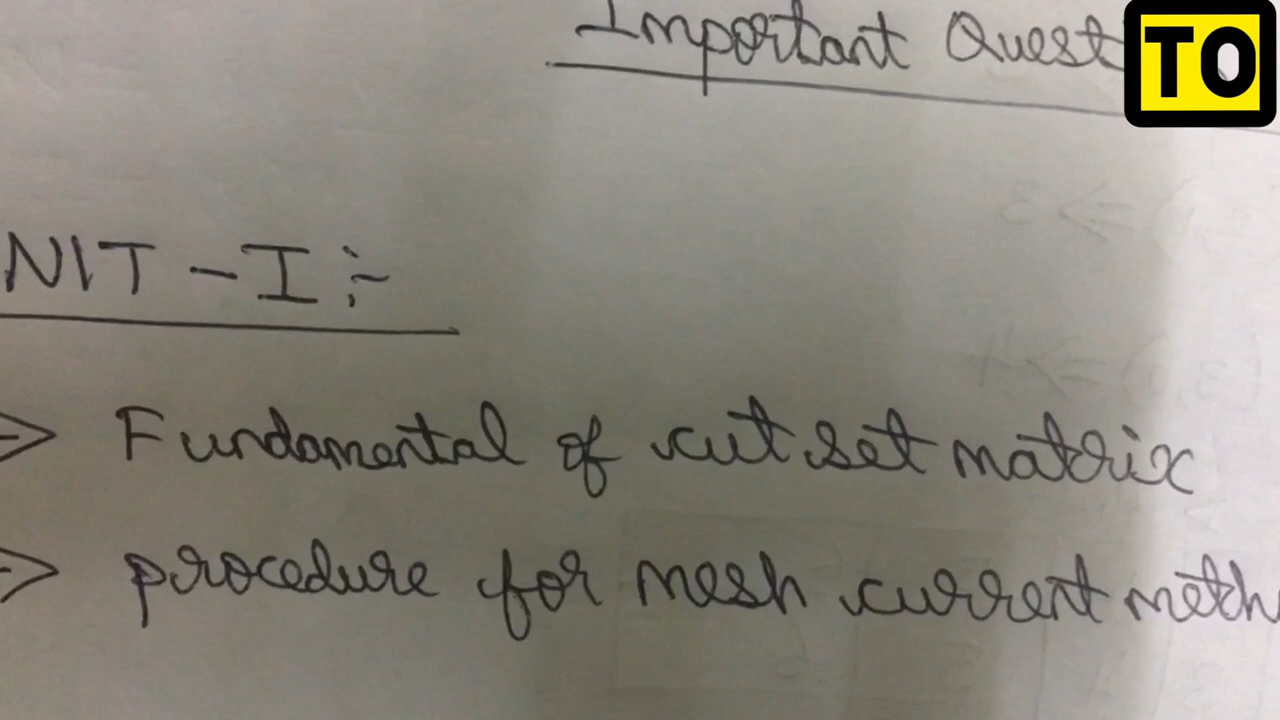 Important Quest
TO
NIT - I :-
=> Fundamental of cut set matrix
=> procedure for mesh current meth